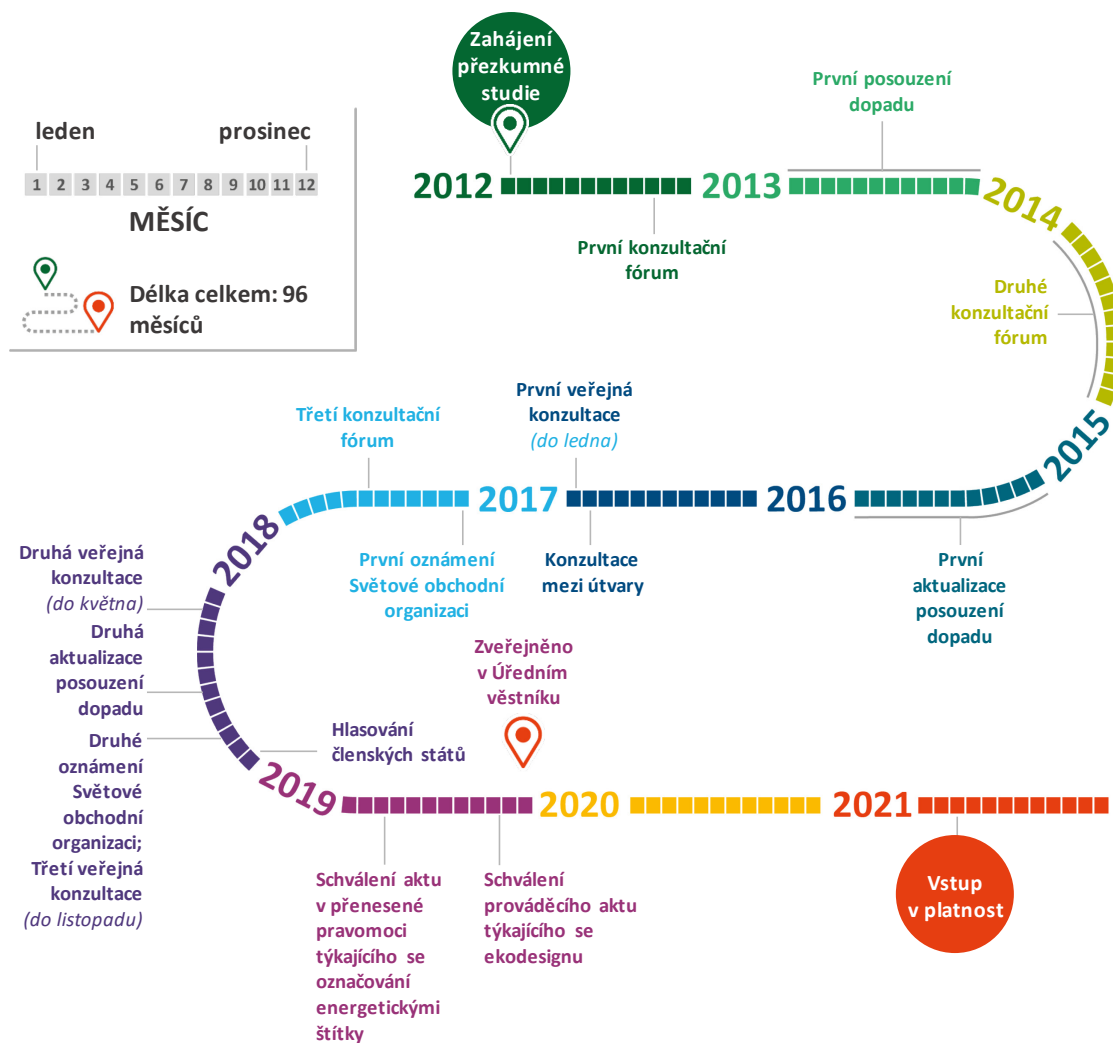 Zahájení
přezkumné
studie
První posouzení
dopadu
leden prosinec
1 2 3 4 5 6 7 8 9 10 11 12
MĚSÍC
Délka celkem: 96
měsíců
2012
2013
2014
První konzultační
fórum
Druhé
konzultační
fórum
2015
První veřejná
konzultace
(do ledna)
Třetí konzultační
fórum
2018
2017
2016
První oznámení
Světové obchodní
organizaci
Konzultace
mezi útvary
První
aktualizace
posouzení
dopadu
Druhá veřejná
konzultace
(do května)
Druhá
aktualizace
posouzení
dopadu
Druhé
oznámení
Světové
obchodní
organizaci;
Třetí veřejná
konzultace
(do listopadu)
Hlasování
členských států
Zveřejněno
v Úředním
věstníku
2019
2020
2021
Schválení aktu
v přenesené
pravomoci
týkajícího se
označování
energetickými
štítky
Schválení
prováděcího aktu
týkajícího se
ekodesignu
Vstup
v platnost